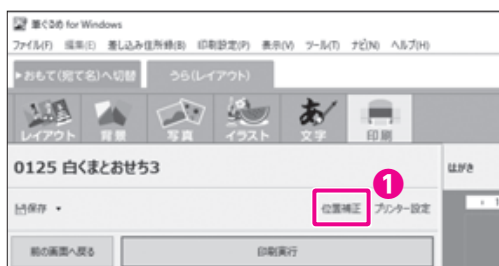 筆ぐるめ for Windows
ファイル(F) 編集(E) 差し込み住所録(B) 印刷設定(P) 表示(V) ツール(T) ナビ(N) ヘルプ(H)
▶おもて(宛て名)へ切替 うら(レイアウト)
レイアウト 背景 写真 イラスト 文字 印刷
0125 白くまとおせち3 はがき
1
保存 位置補正 プリンター設定
前の画面へ戻る 印刷実行